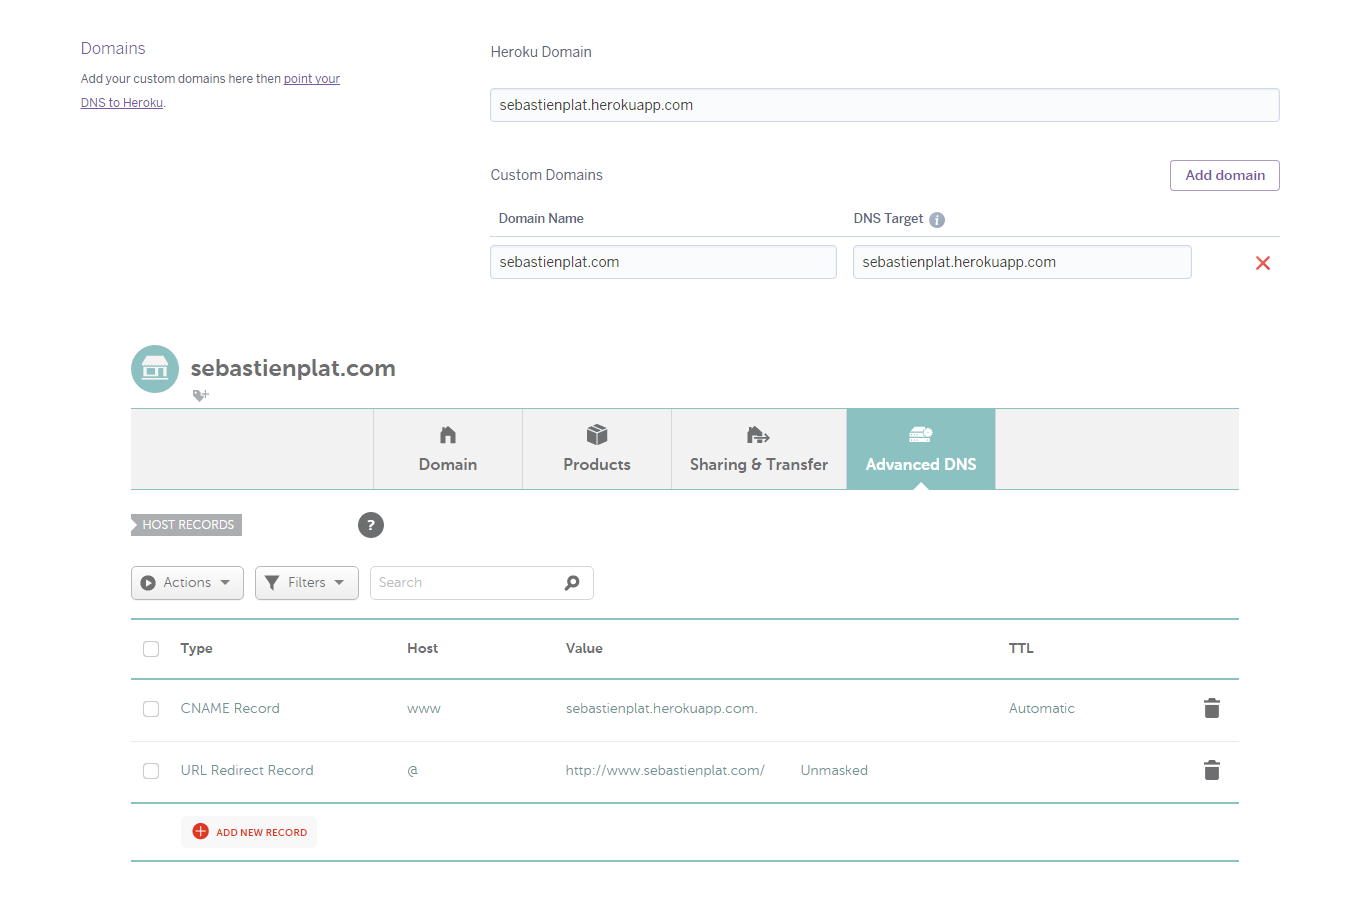 Domains
Add your custom domains here then point your
DNS to Heroku.
Heroku Domain
sebastienplat.herokuapp.com
Custom Domains
Add domain
Domain Name DNS Target i
sebastienplat.com sebastienplat.herokuapp.com
sebastienplat.com
Domain Products Sharing & Transfer Advanced DNS
HOST RECORDS ?
Actions Filters Search
Type Host Value TTL
CNAME Record www sebastienplat.herokuapp.com. Automatic
URL Redirect Record @ http://www.sebastienplat.com/ Unmasked
ADD NEW RECORD